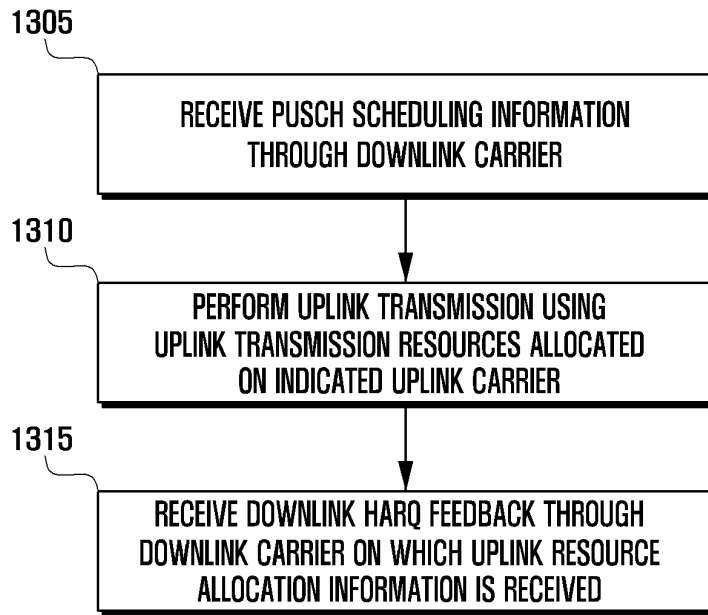 1305
RECEIVE PUSCH SCHEDULING INFORMATION
THROUGH DOWNLINK CARRIER
1310
PERFORM UPLINK TRANSMISSION USING
UPLINK TRANSMISSION RESOURCES ALLOCATED
ON INDICATED UPLINK CARRIER
1315
RECEIVE DOWNLINK HARQ FEEDBACK THROUGH
DOWNLINK CARRIER ON WHICH UPLINK RESOURCE
ALLOCATION INFORMATION IS RECEIVED